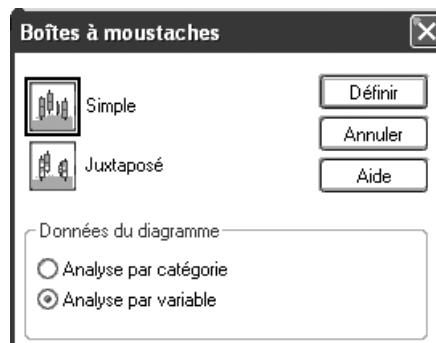 Boîtes à moustaches
Simple
Juxtaposé
Définir
Annuler
Aide
Données du diagramme
Analyse par catégorie
Analyse par variable